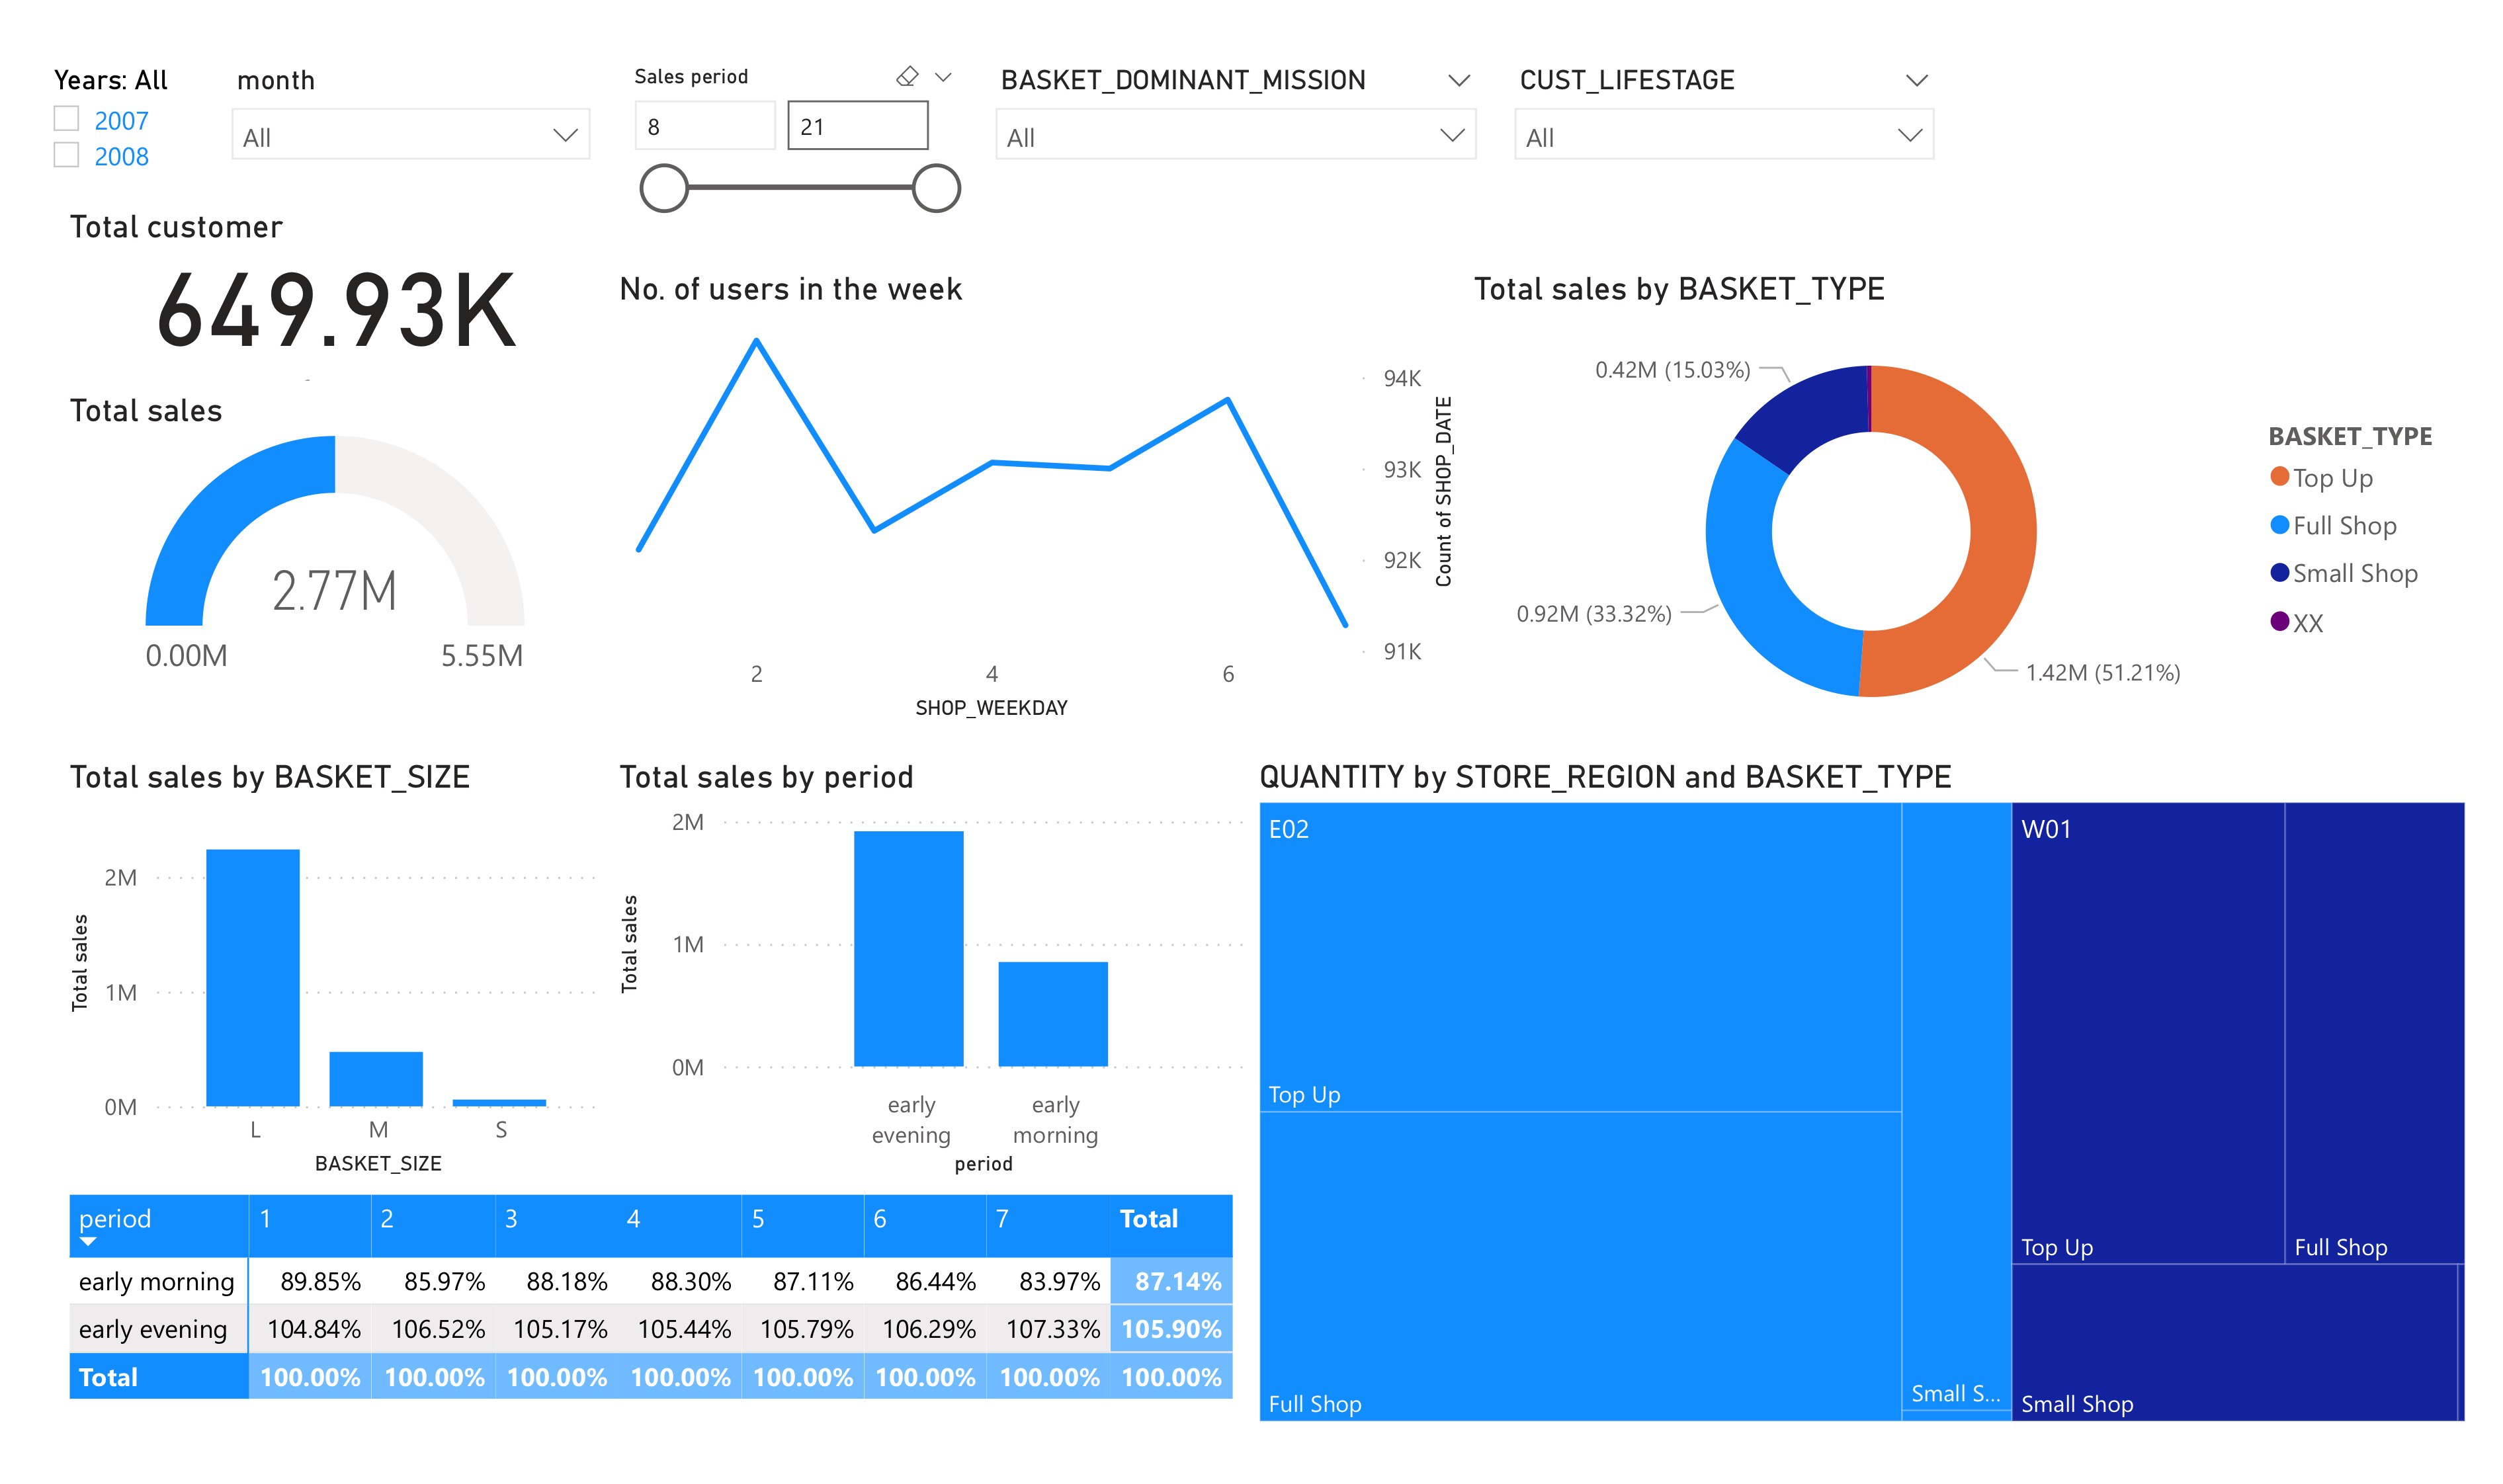 Years: All
2007
2008
month
All
Sales period
8
21
BASKET_DOMINANT_MISSION
All
CUST_LIFESTAGE
All
Total customer
649.93K
Total sales
2.77M
0.00M
5.55M
No. of users in the week
94K
93K
92K
91K
Count of SHOP_DATE
2
4
6
SHOP_WEEKDAY
Total sales by BASKET_TYPE
0.42M (15.03%)
0.92M (33.32%)
1.42M (51.21%)
BASKET_TYPE
Top Up
Full Shop
Small Shop
XX
Total sales by BASKET_SIZE
Total sales
2M
1M
0M
L
M
S
BASKET_SIZE
Total sales by period
Total sales
2M
1M
0M
early
evening
early
morning
period
QUANTITY by STORE_REGION and BASKET_TYPE
E02
Top Up
Full Shop
Small S...
W01
Top Up
Full Shop
Small Shop
period 1 2 3 4 5 6 7 Total
early morning 89.85% 85.97% 88.18% 88.30% 87.11% 86.44% 83.97% 87.14%
early evening 104.84% 106.52% 105.17% 105.44% 105.79% 106.29% 107.33% 105.90%
Total 100.00% 100.00% 100.00% 100.00% 100.00% 100.00% 100.00% 100.00%